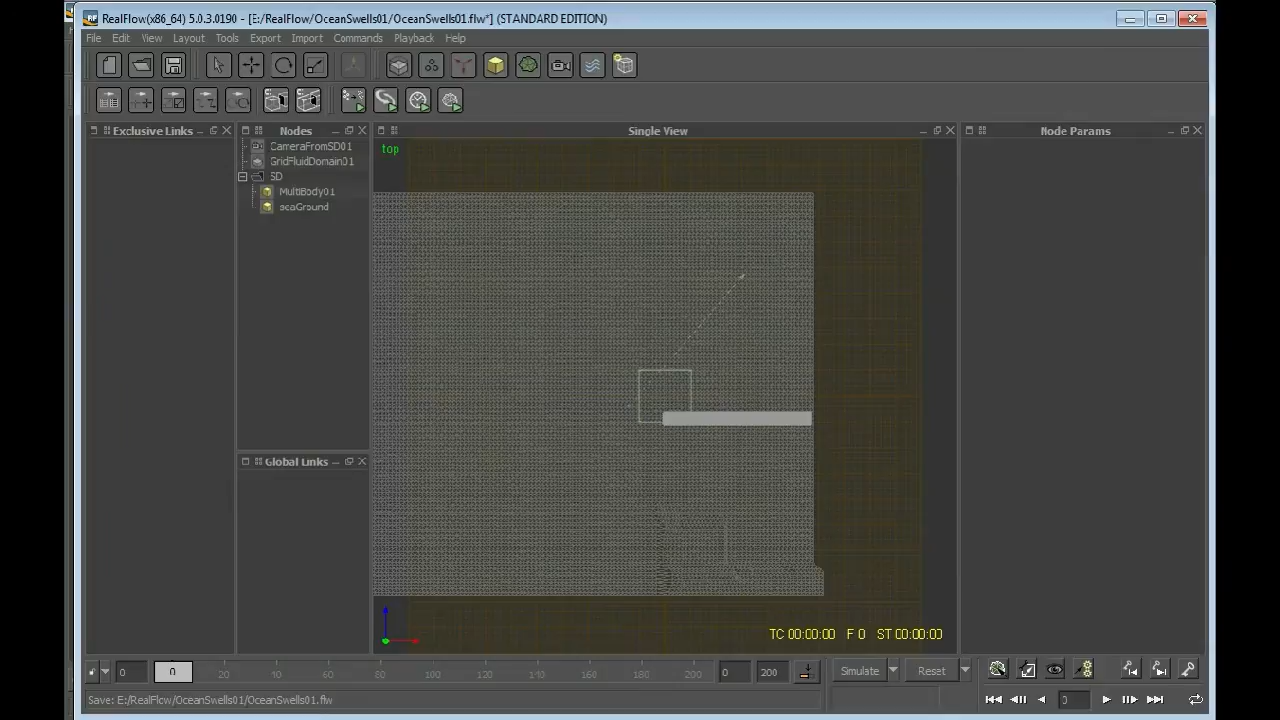 RealFlow(x86_64) 5.0.3.0190 - [E:/RealFlow/OceanSwells01/OceanSwells01.flw*] (STANDARD EDITION)
File Edit View Layout Tools Export Import Commands Playback Help
Exclusive Links
Nodes
Single View
Node Params
CameraFromSD01
GridFluidDomain01
SD
MultiBody01
seaGround
top
Global Links
TC 00:00:00 F 0 ST 00:00:00
0 0 20 40 60 80 100 120 140 160 180 200 0 200 Simulate Reset
Save: E:/RealFlow/OceanSwells01/OceanSwells01.flw
0